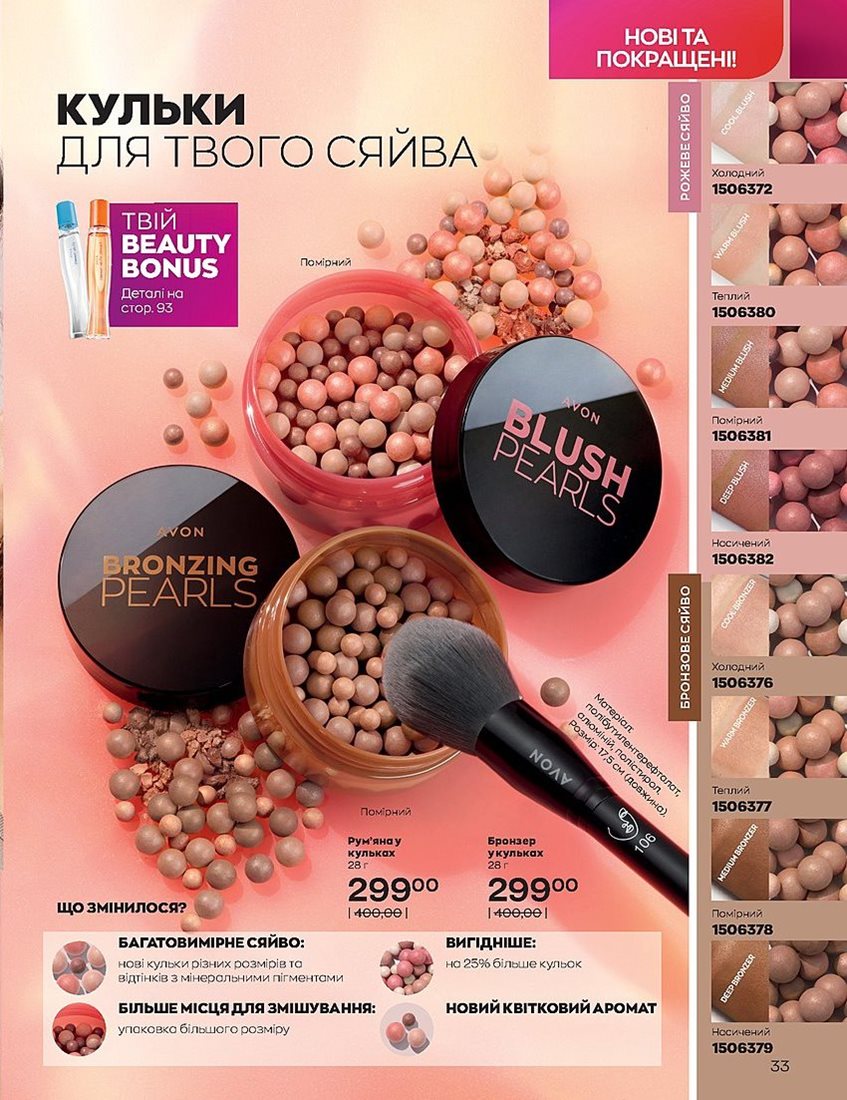 НОВІ ТА
ПОКРАЩЕНІ!
КУЛЬКИ
ДЛЯ ТВОГО СЯЙВА
ТВІЙ
BEAUTY
BONUS
Деталі на
стор. 93
Помірний
AVON
BLUSH
PEARLS
AVON
BRONZING
PEARLS
Матеріал:
полібутилентерефталат,
алюміній, полістирол.
Розмір: 17,5 см (довжина).
AVON
106
Помірний
Рум'яна у
кульках
28 г
299⁰⁰
| 400,00 |
Бронзер
у кульках
28 г
299⁰⁰
| 400,00 |
ЩО ЗМІНИЛОСЯ?
БАГАТОВИМІРНЕ СЯЙВО:
нові кульки різних розмірів та
відтінків з мінеральними пігментами
ВИГІДНІШЕ:
на 25% більше кульок
БІЛЬШЕ МІСЦЯ ДЛЯ ЗМІШУВАННЯ:
упаковка більшого розміру
НОВИЙ КВІТКОВИЙ АРОМАТ
РОЖЕВЕ СЯЙВО
COOL BLUSH
Холодний
1506372
WARM BLUSH
Теплий
1506380
MEDIUM BLUSH
Помірний
1506381
DEEP BLUSH
Насичений
1506382
БРОНЗОВЕ СЯЙВО
COOL BRONZER
Холодний
1506376
WARM BRONZER
Теплий
1506377
MEDIUM BRONZER
Помірний
1506378
DEEP BRONZER
Насичений
1506379
33